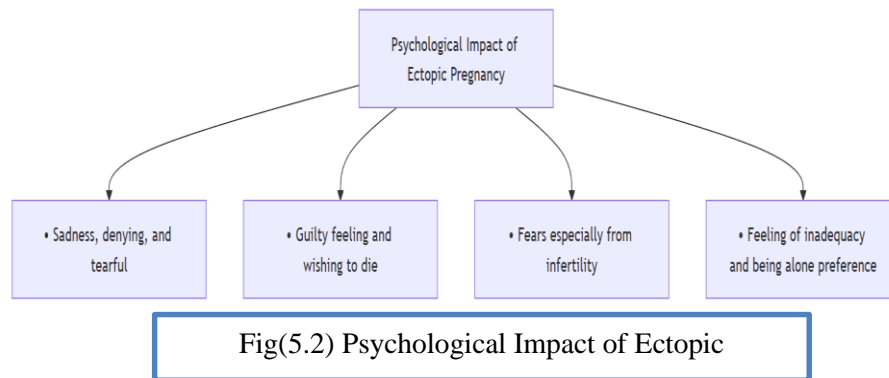 Psychological Impact of
Ectopic Pregnancy
• Sadness, denying, and
tearful
• Guilty feeling and
wishing to die
• Fears especially from
infertility
• Feeling of inadequacy
and being alone preference
Fig(5.2) Psychological Impact of Ectopic